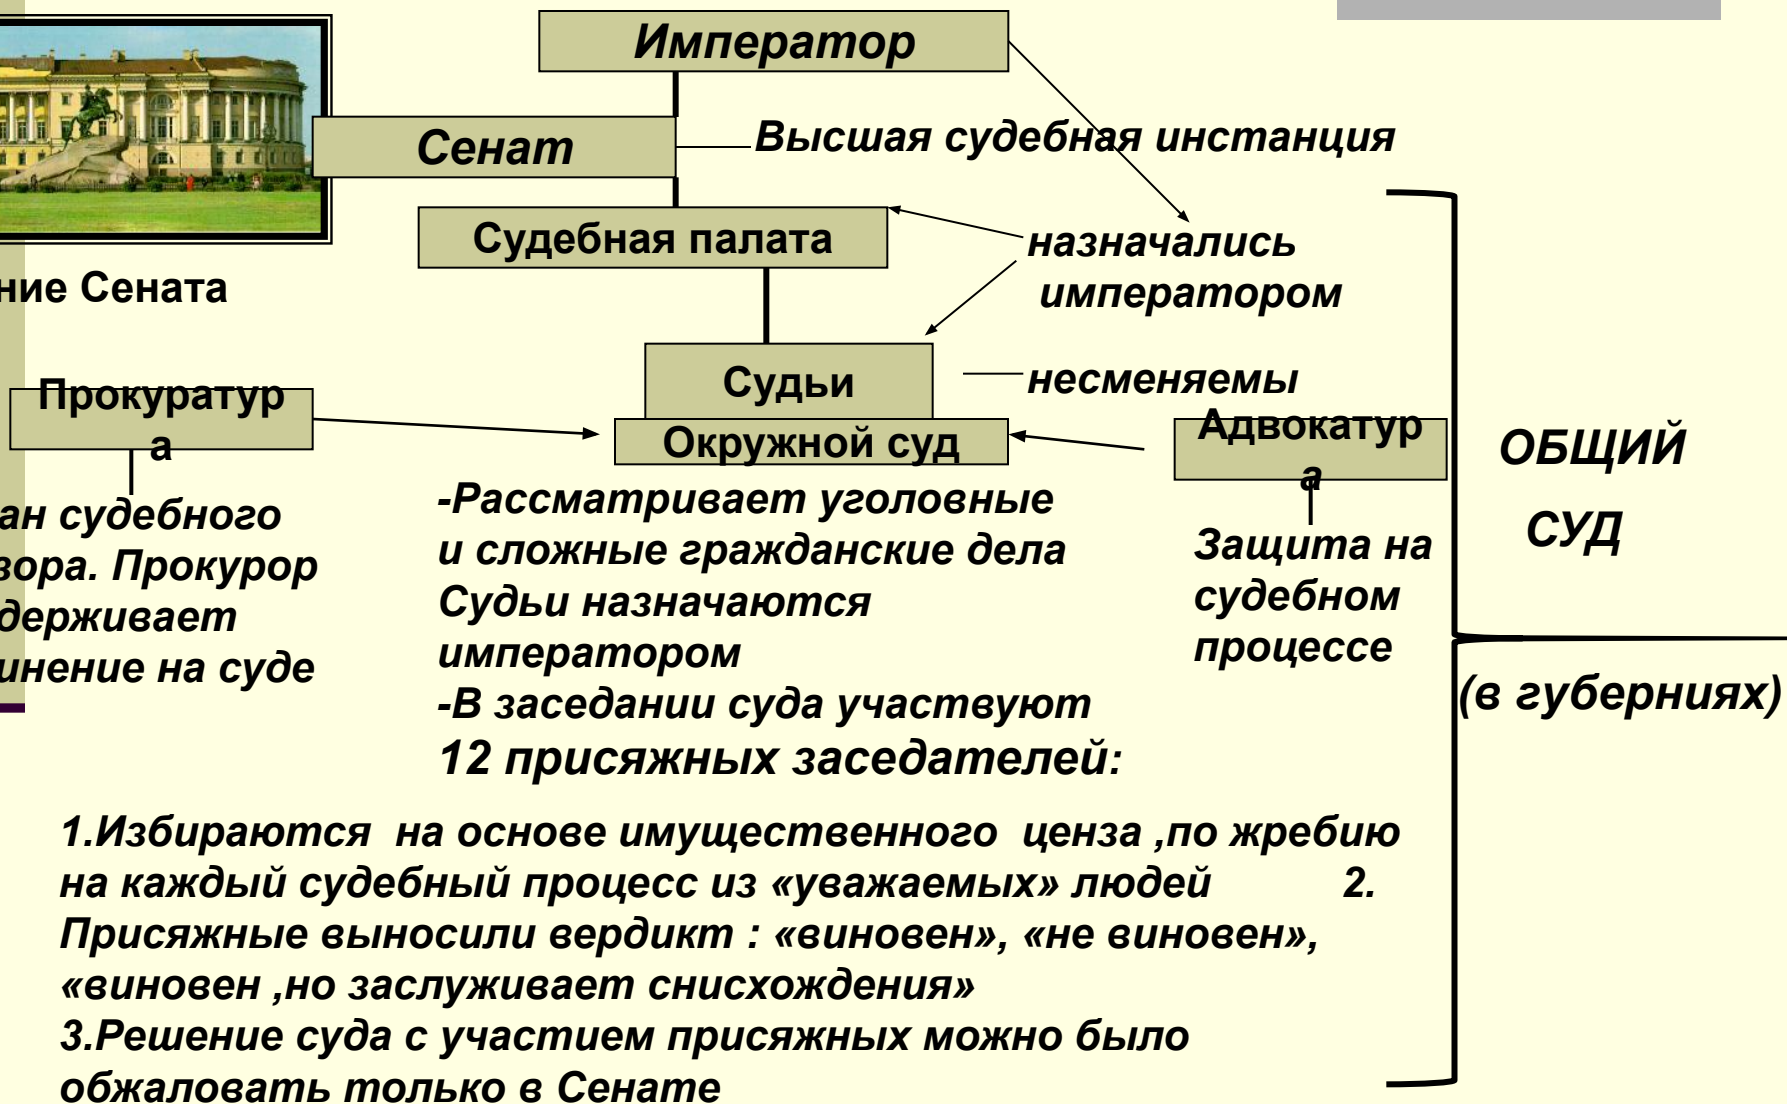 Император
Сенат
Высшая судебная инстанция
Судебная палата
назначались
императором
ние Сената
Судьи
несменяемы
Прокуратур
а
Окружной суд
Адвокатур
а
ОБЩИЙ
СУД
(в губерниях)
ан судебного
зора. Прокурор
держивает
инение на суде
-Рассматривает уголовные
и сложные гражданские дела
Судьи назначаются
императором
-В заседании суда участвуют
12 присяжных заседателей:
Защита на
судебном
процессе
1.Избираются на основе имущественного ценза ,по жребию
на каждый судебный процесс из «уважаемых» людей 2.
Присяжные выносили вердикт : «виновен», «не виновен»,
«виновен ,но заслуживает снисхождения»
3.Решение суда с участием присяжных можно было
обжаловать только в Сенате